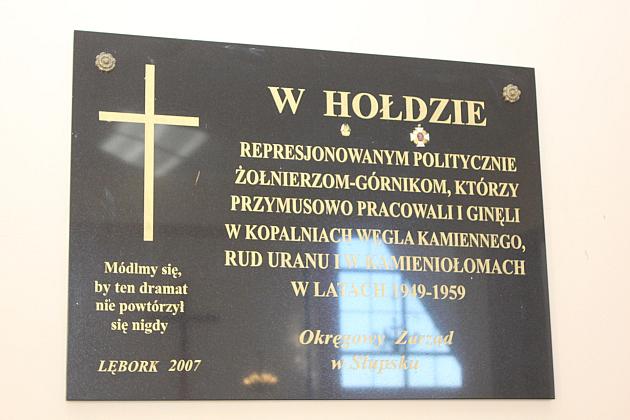 W HOŁDZIE
REPRESJONOWANYM POLITYCZNIE
ŻOŁNIERZOM-GÓRNIKOM, KTÓRZY
PRZYMUSOWO PRACOWALI I GINĘLI
W KOPALNIACH WĘGLA KAMIENNEGO,
RUD URANU I W KAMIENIOŁOMACH
W LATACH 1949-1959
Okręgowy Zarząd
w Słupsku
Módlmy się,
by ten dramat
nie powtórzył
się nigdy
LĘBORK 2007